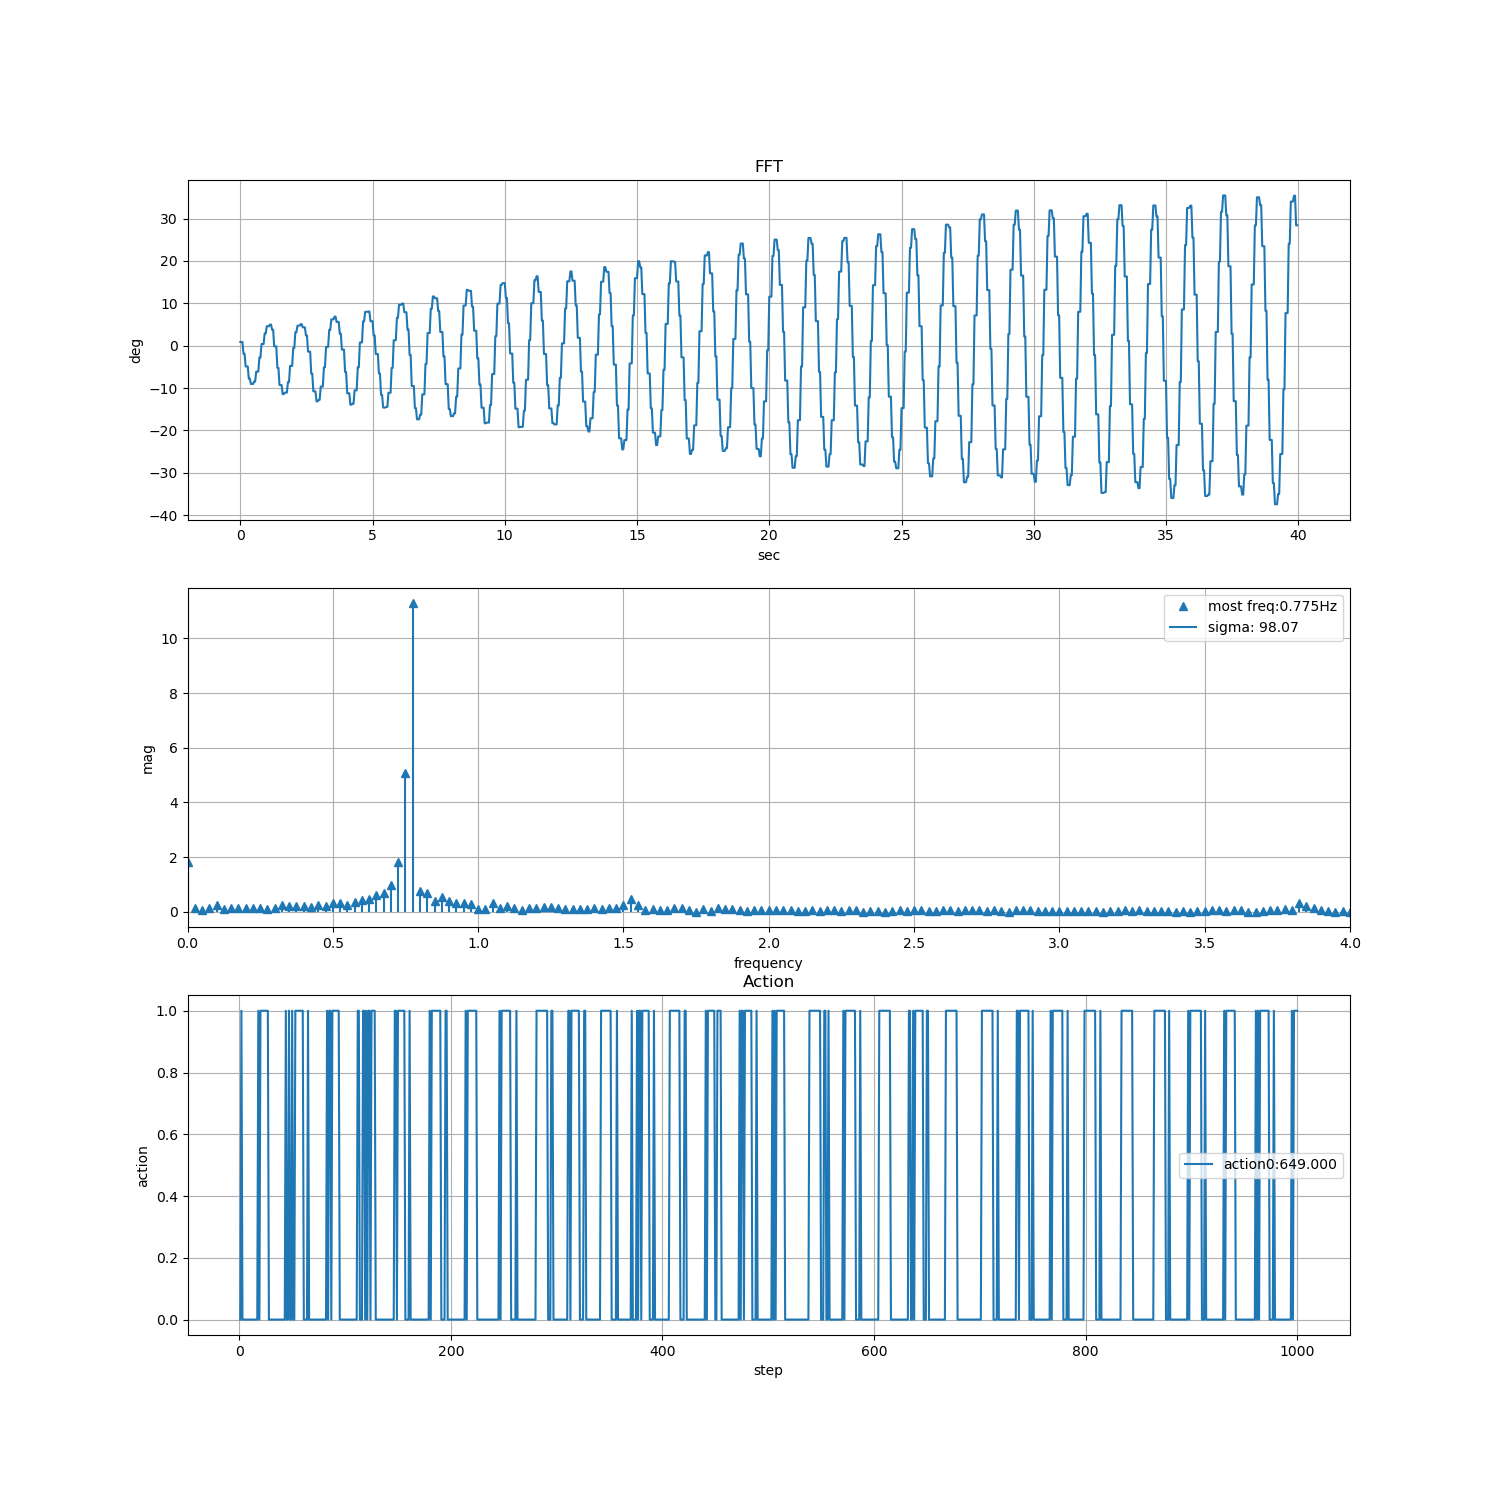 FFT
30
20
10
0
−10
−20
−30
−40
deg
0 5 10 15 20 25 30 35 40
sec
most freq:0.775Hz
sigma: 98.07
10
8
6
4
2
0
mag
0.0 0.5 1.0 1.5 2.0 2.5 3.0 3.5 4.0
frequency
Action
1.0
0.8
0.6
0.4
0.2
0.0
action
action0:649.000
0 200 400 600 800 1000
step